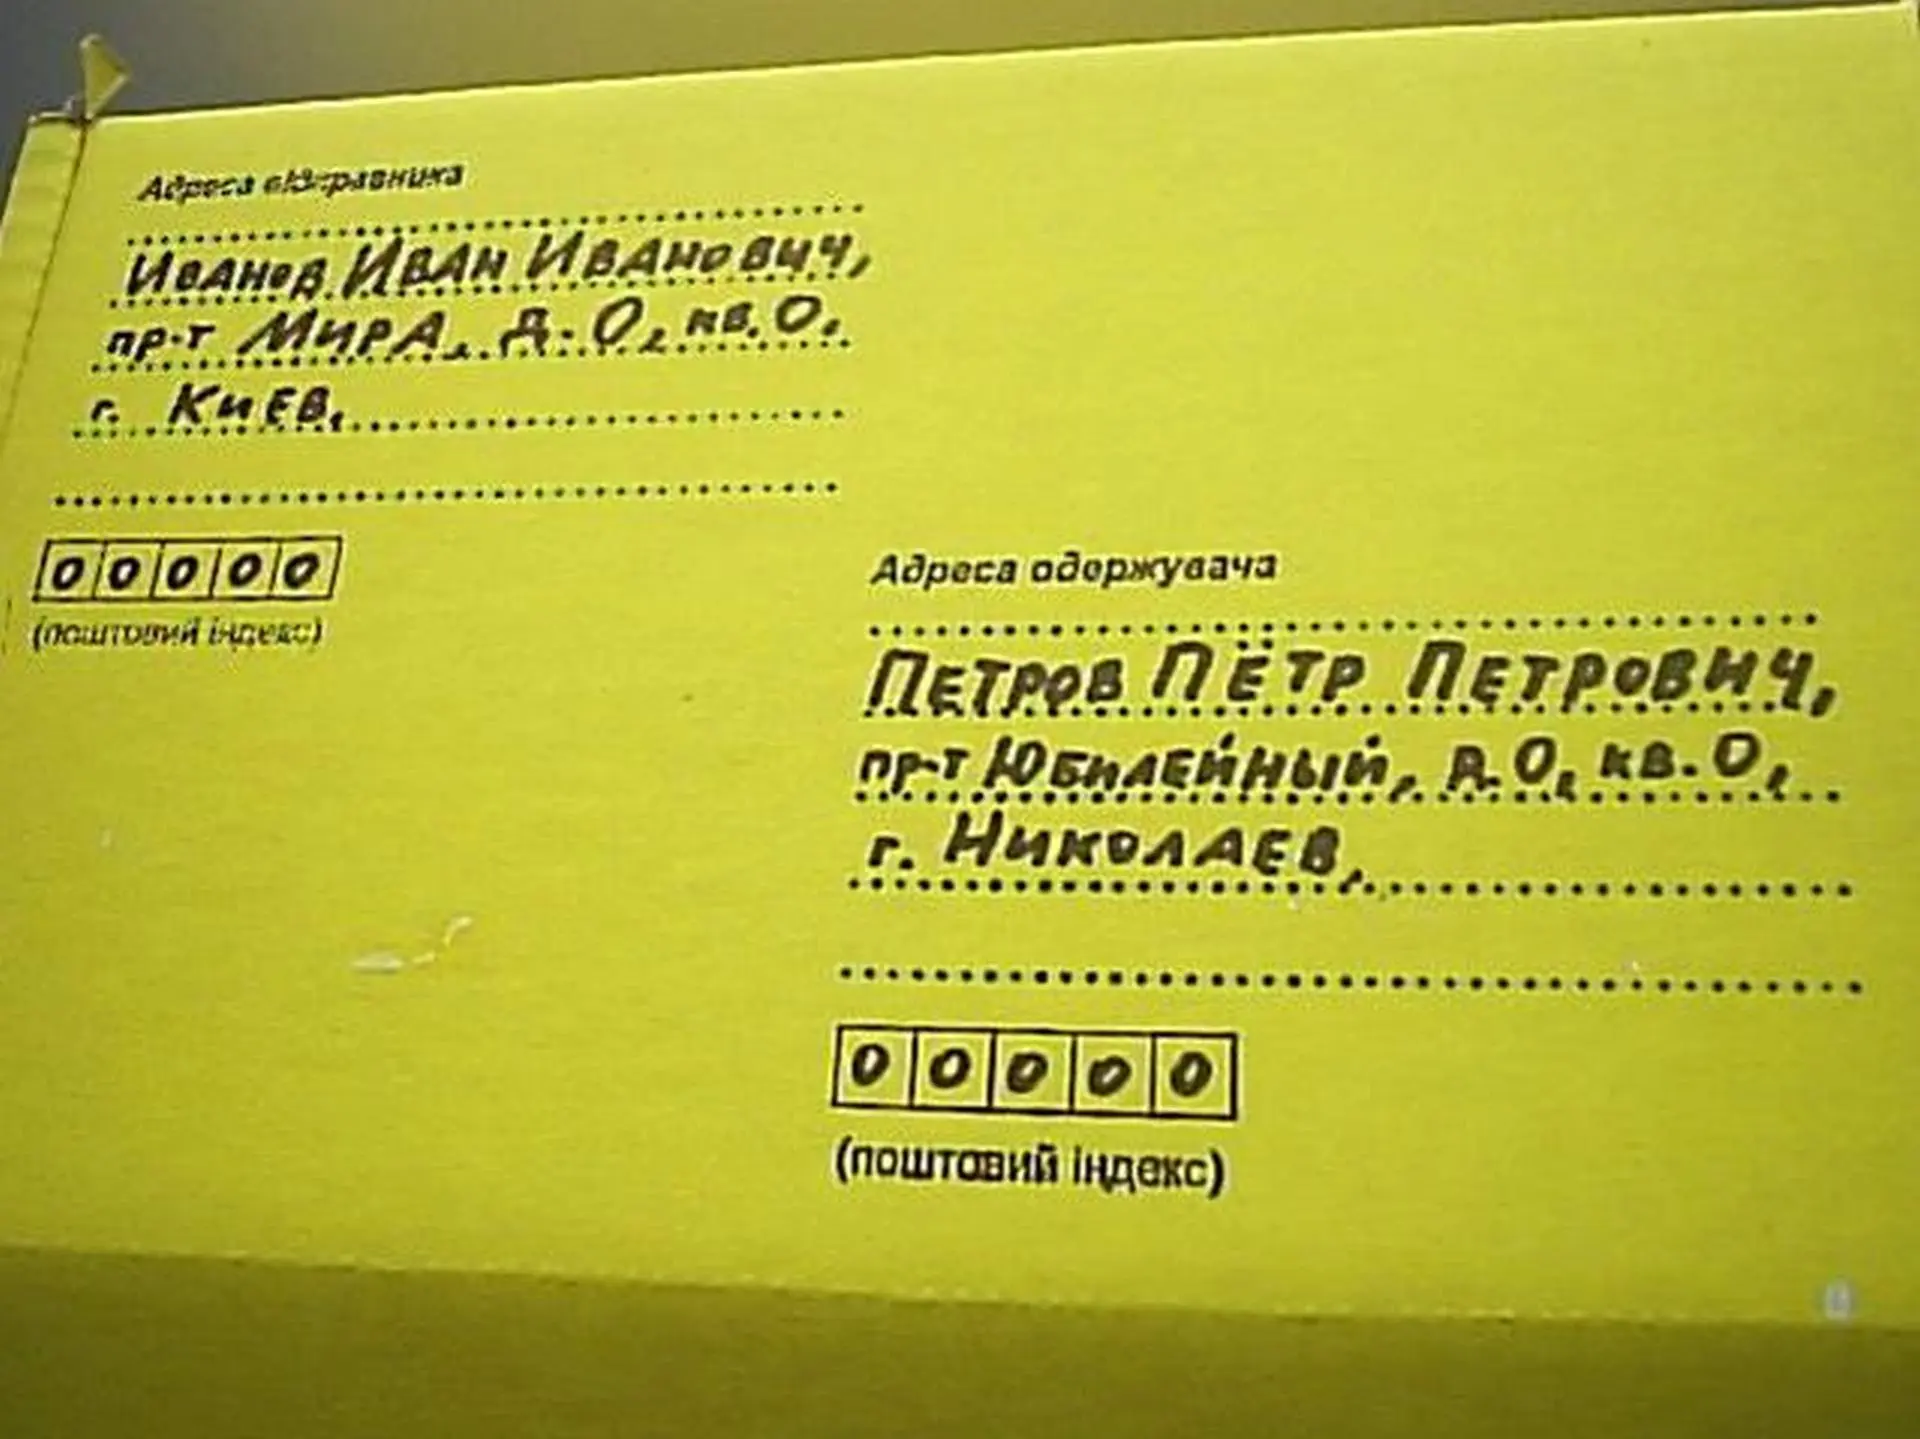 Адреса відправника
Иванов Иван Иванович,
пр-т Мира, д. 0, кв. 0,
г. Киев,
00000
(поштовий індекс)
Адреса одержувача
Петров Пётр Петрович,
пр-т Юбилейный, д. 0, кв. 0,
г. Николаев,
00000
(поштовий індекс)